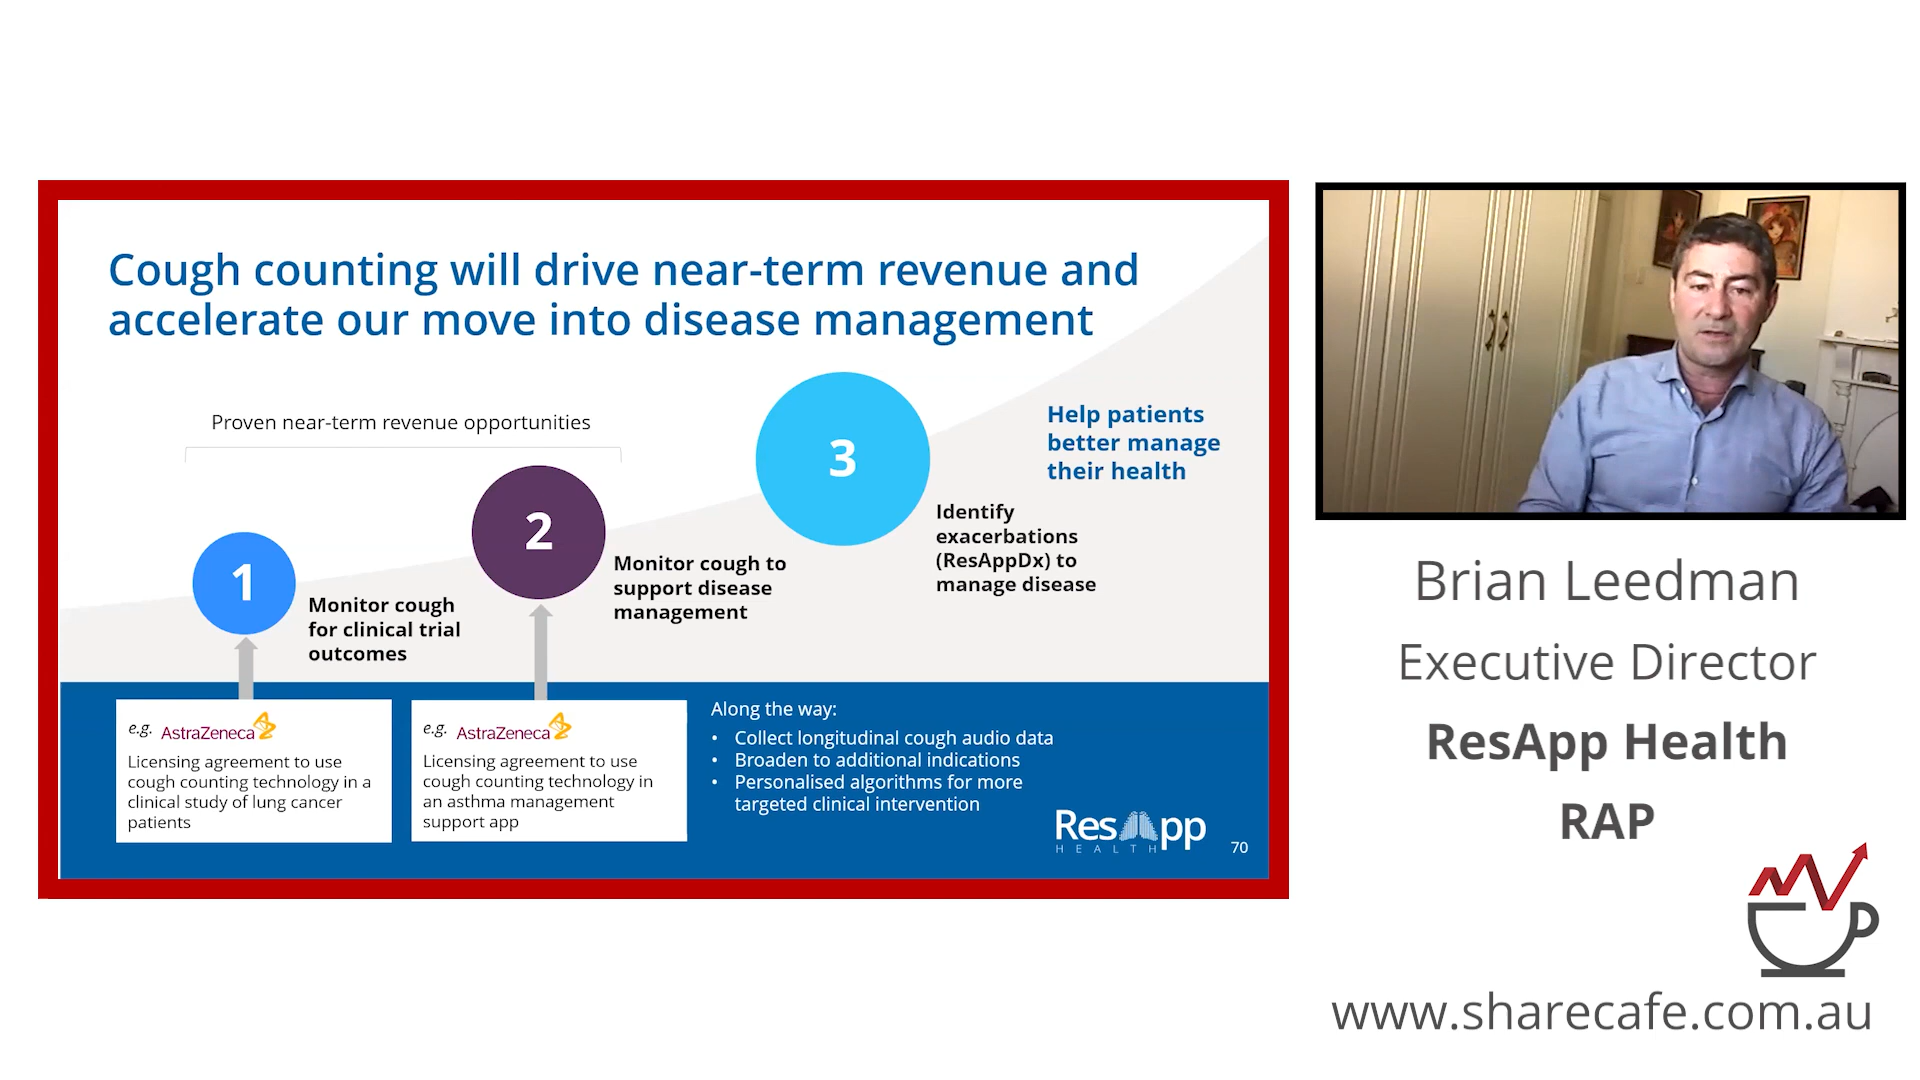 Cough counting will drive near-term revenue and
accelerate our move into disease management
Proven near-term revenue opportunities
1
Monitor cough
for clinical trial
outcomes
2
Monitor cough to
support disease
management
3
Identify
exacerbations
(ResAppDx) to
manage disease
Help patients
better manage
their health
e.g. AstraZeneca
Licensing agreement to use
cough counting technology in a
clinical study of lung cancer
patients
e.g. AstraZeneca
Licensing agreement to use
cough counting technology in
an asthma management
support app
Along the way:
• Collect longitudinal cough audio data
• Broaden to additional indications
• Personalised algorithms for more
targeted clinical intervention
ResApp
HEALTH
70
Brian Leedman
Executive Director
ResApp Health
RAP
www.sharecafe.com.au